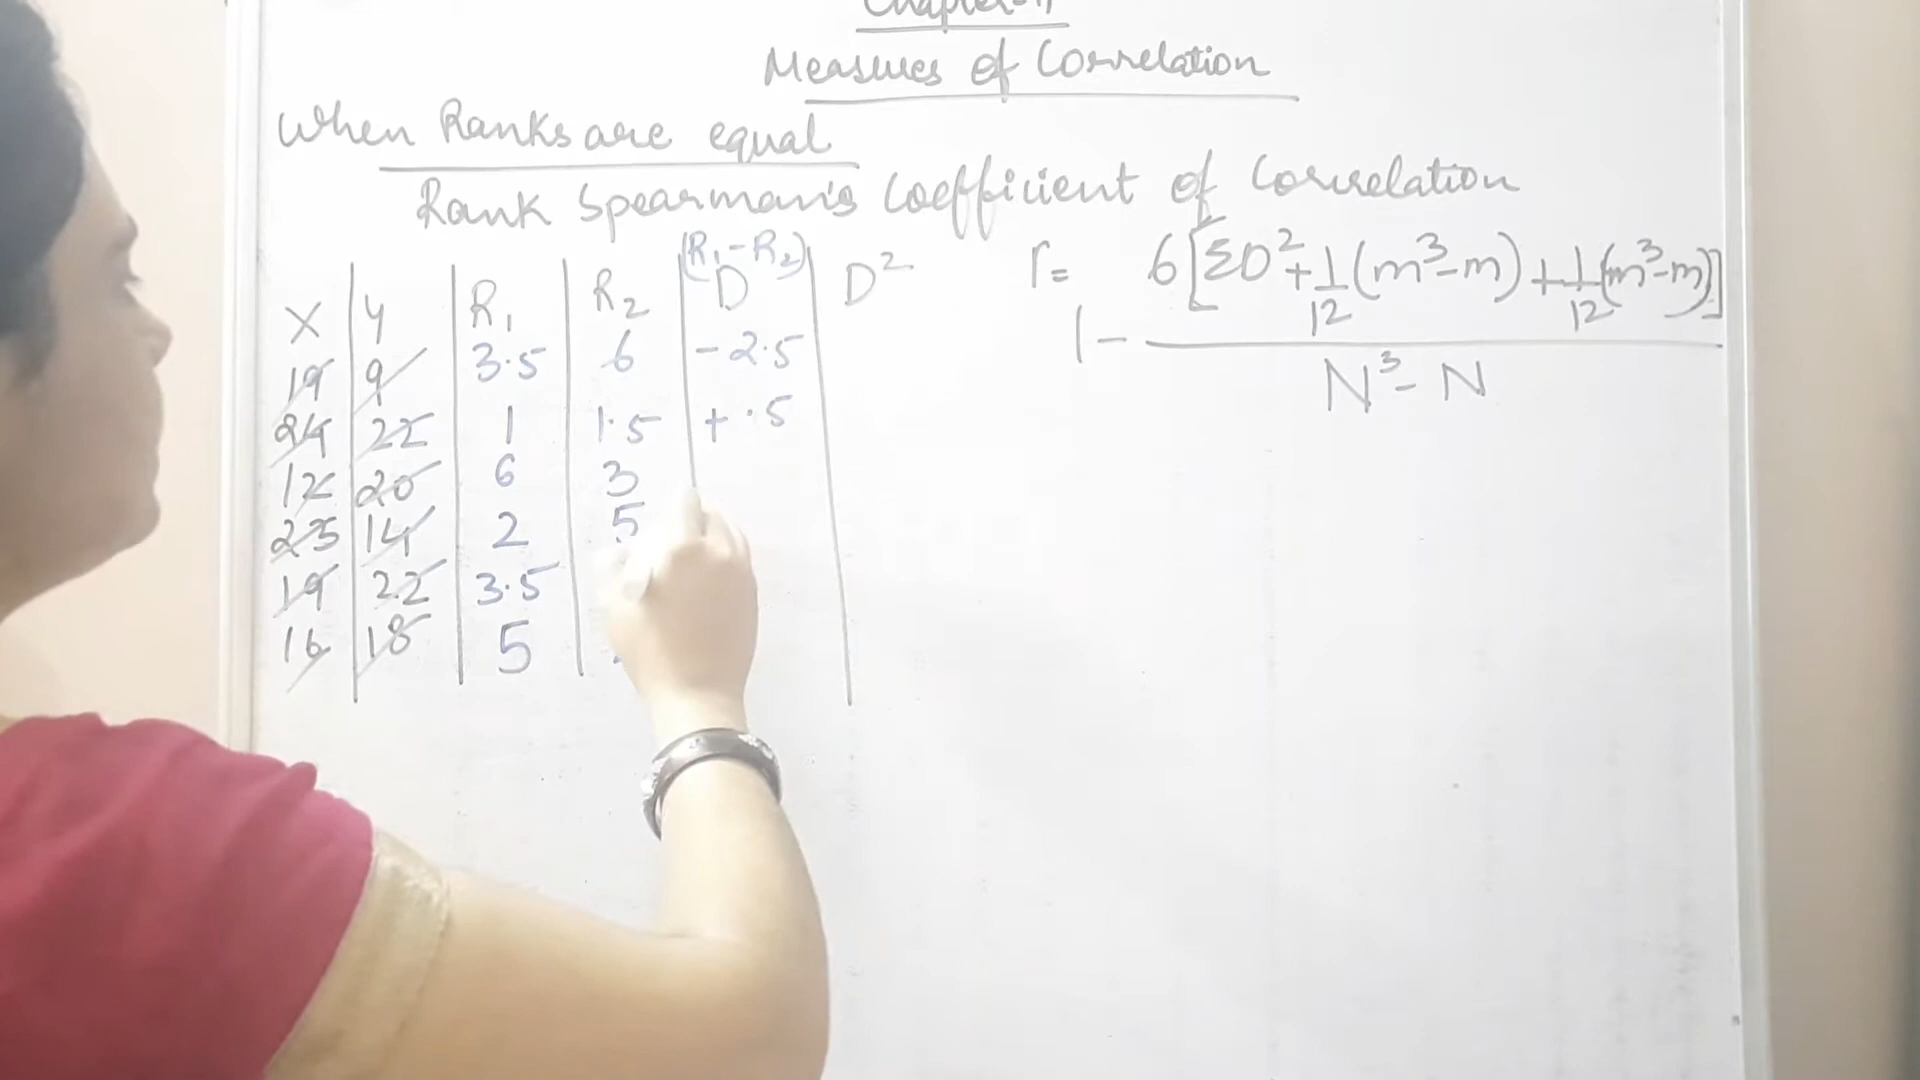 Measures of Correlation
When Ranks are equal
Rank Spearman's Coefficient of Correlation
X Y R₁ R₂ (R₁-R₂) D D²
19 9 3.5 6 -2.5
24 22 1 1.5 + .5
12 20 6 3
23 14 2 5
19 22 3.5
16 18 5
r= 1 - 6[ΣD²+1/12(m³-m)+1/12(m³-m)] / N³-N